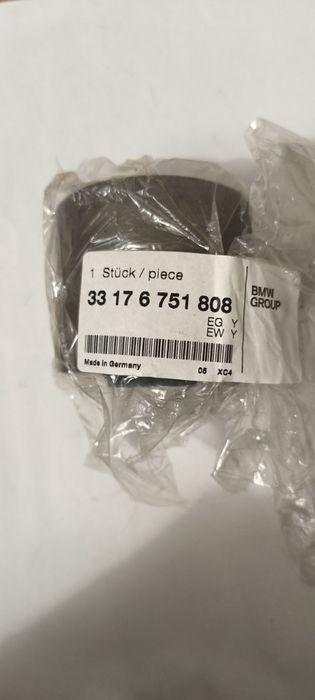 1 Stück / piece
33 17 6 751 808
BMW
GROUP
EG Y
EW Y
Made in Germany
05 XC4